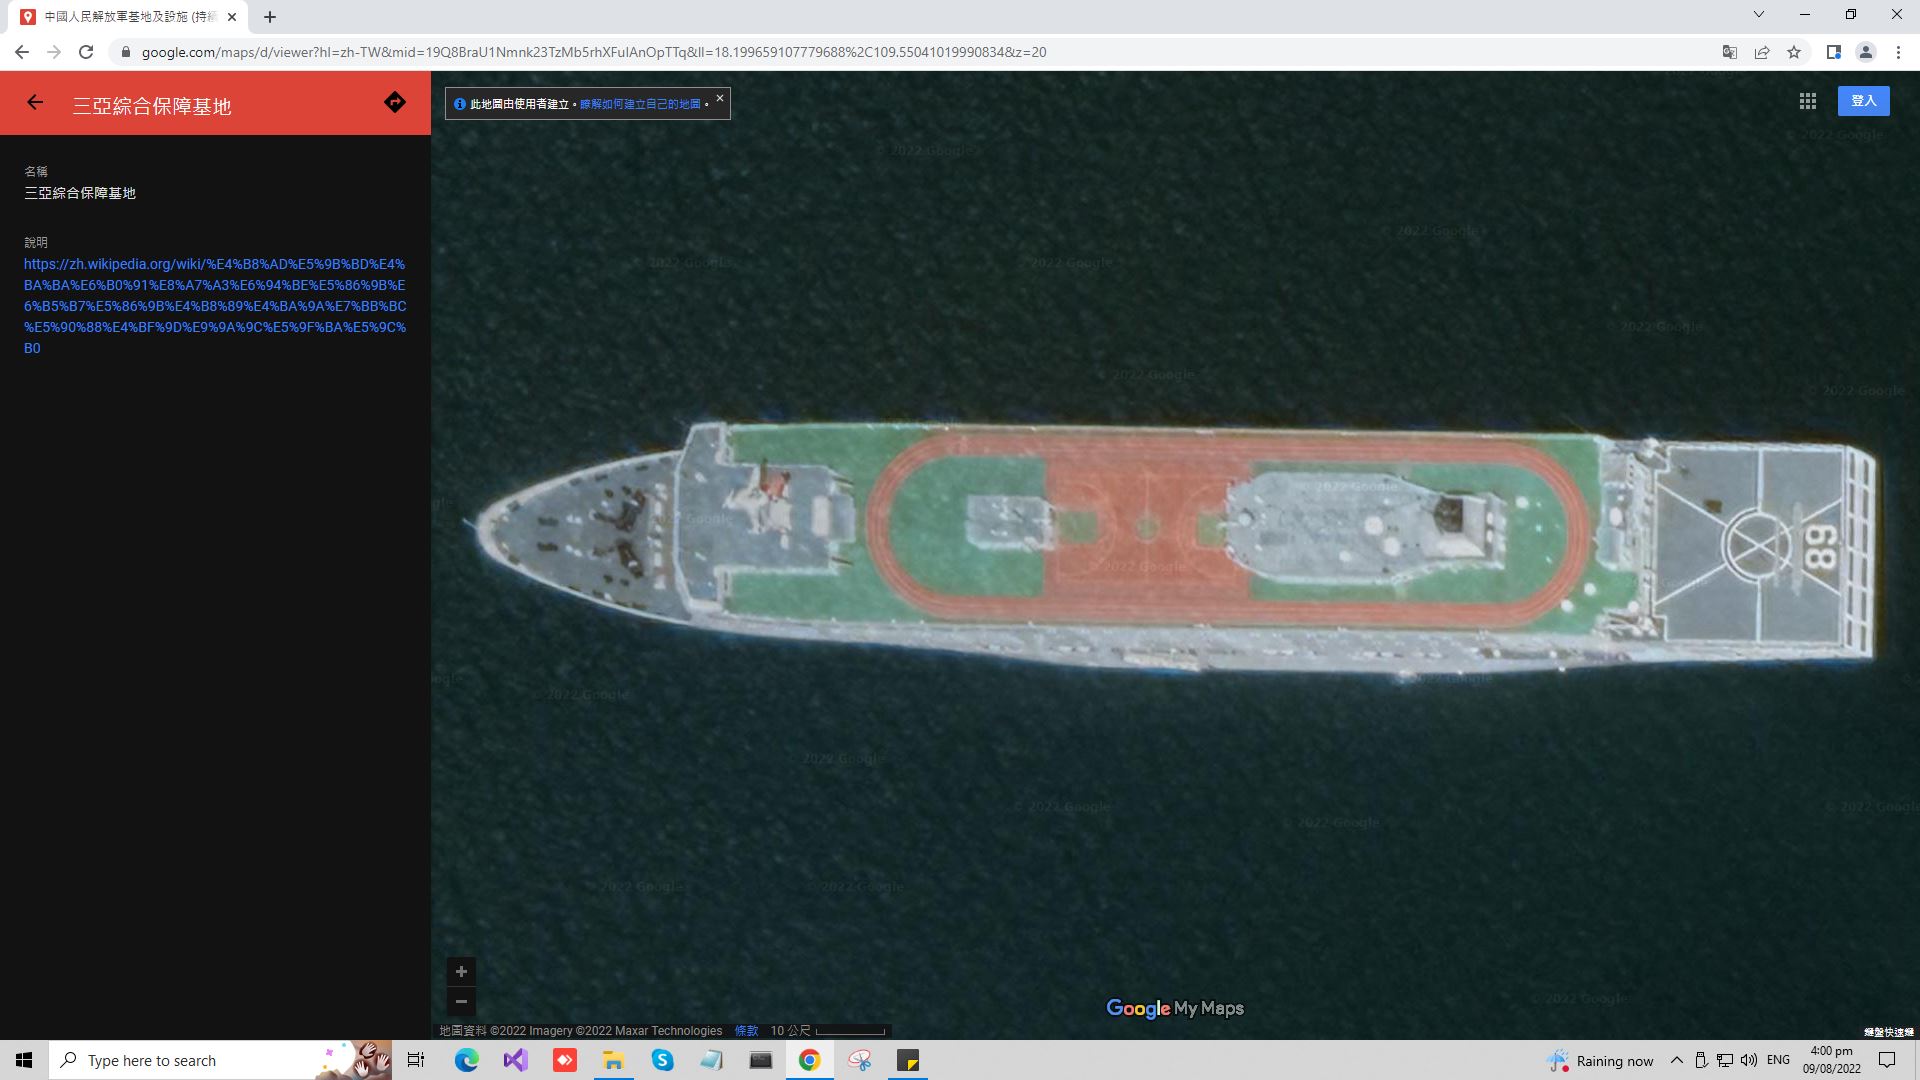 中國人民解放軍基地及設施 (持續
google.com/maps/d/viewer?hl=zh-TW&mid=19Q8BraU1Nmnk23TzMb5rhXFulAnOpTTq&ll=18.199659107779688%2C109.55041019990834&z=20
三亞綜合保障基地
此地圖由使用者建立。瞭解如何建立自己的地圖。
登入
名稱
三亞綜合保障基地
說明
https://zh.wikipedia.org/wiki/%E4%B8%AD%E5%9B%BD%E4%
BA%BA%E6%B0%91%E8%A7%A3%E6%94%BE%E5%86%9B%E
6%B5%B7%E5%86%9B%E4%B8%89%E4%BA%9A%E7%BB%BC
%E5%90%88%E4%BF%9D%E9%9A%9C%E5%9F%BA%E5%9C%
B0
© 2022 Google
89
Google My Maps
地圖資料 ©2022 Imagery ©2022 Maxar Technologies 條款 10 公尺
鍵盤快速鍵
Type here to search
Raining now
ENG
4:00 pm
09/08/2022